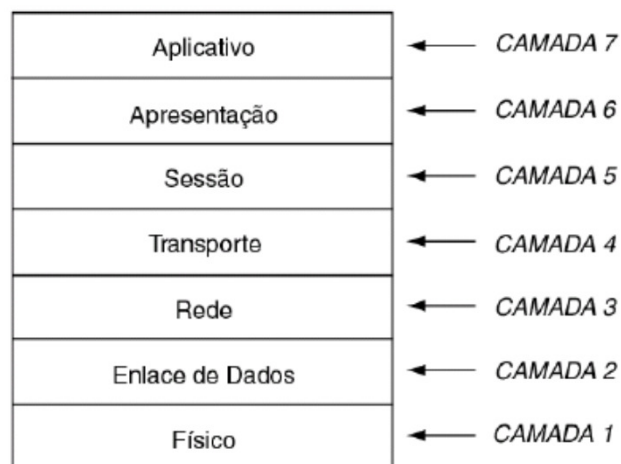 Aplicativo CAMADA 7
Apresentação CAMADA 6
Sessão CAMADA 5
Transporte CAMADA 4
Rede CAMADA 3
Enlace de Dados CAMADA 2
Físico CAMADA 1